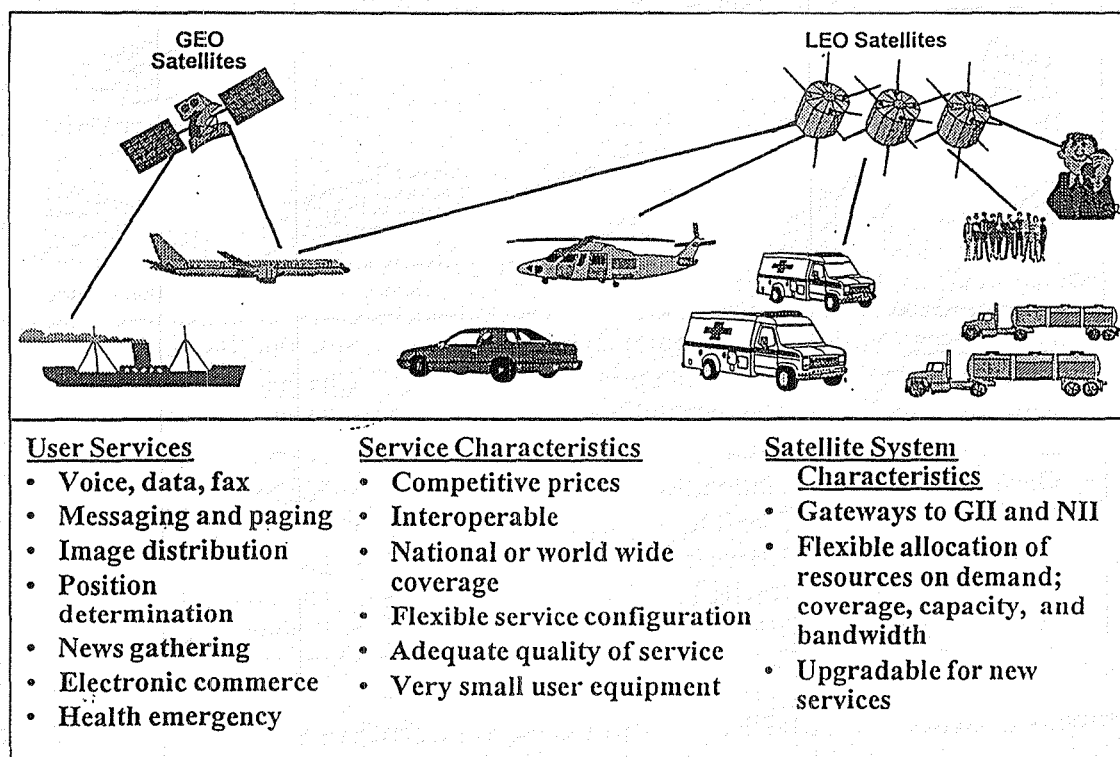 GEO
Satellites
LEO Satellites
User Services
• Voice, data, fax
• Messaging and paging
• Image distribution
• Position
determination
• News gathering
• Electronic commerce
• Health emergency
Service Characteristics
• Competitive prices
• Interoperable
• National or world wide
coverage
• Flexible service configuration
• Adequate quality of service
• Very small user equipment
Satellite System
Characteristics
• Gateways to GII and NII
• Flexible allocation of
resources on demand;
coverage, capacity, and
bandwidth
• Upgradable for new
services